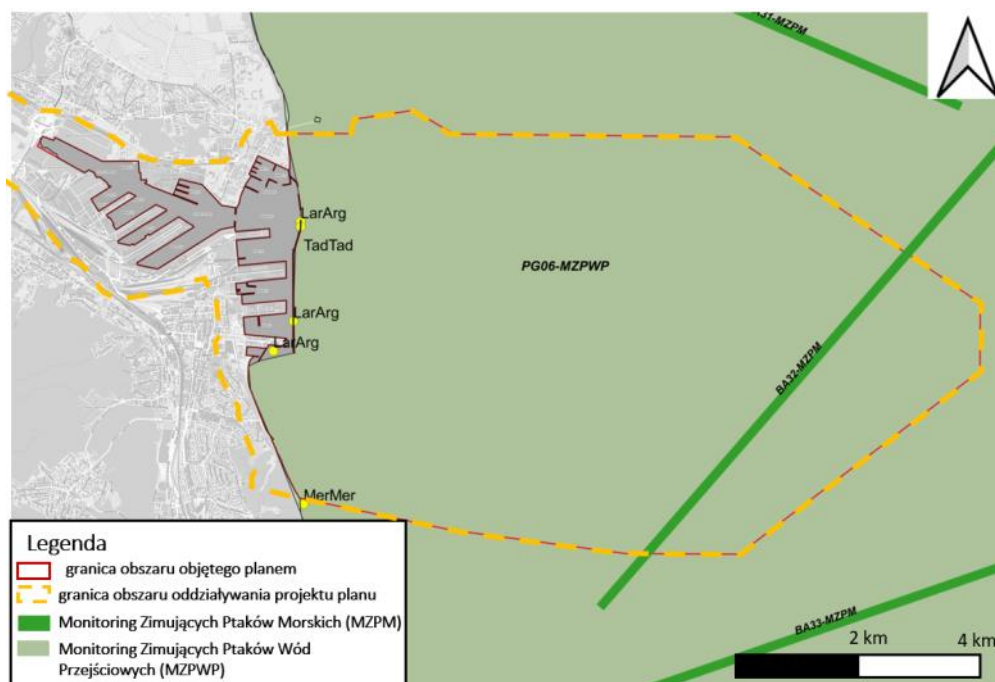 BA31-MZPM
LarArg
TadTad
PG06-MZPWP
LarArg
LarArg
BA32-MZPM
MerMer
BA33-MZPM
Legenda
granica obszaru objętego planem
granica obszaru oddziaływania projektu planu
Monitoring Zimujących Ptaków Morskich (MZPM)
Monitoring Zimujących Ptaków Wód
Przejściowych (MZPWP)
2 km
4 km